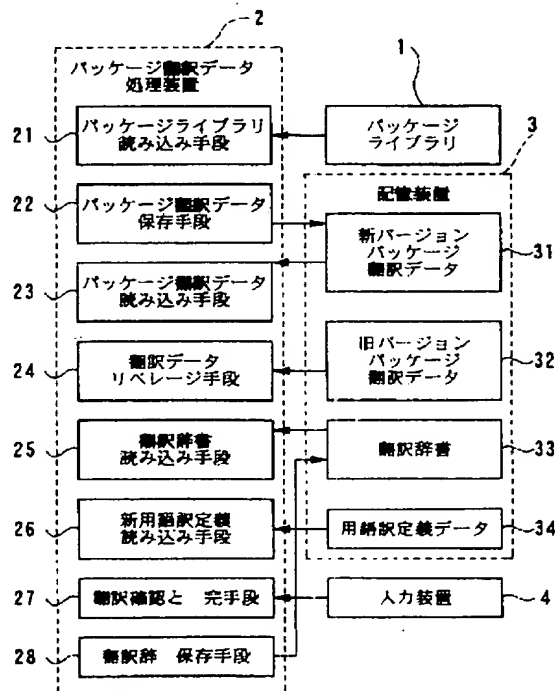 2
1
パッケージ翻訳データ
処理装置
3
21
パッケージライブラリ
読み込み手段
パッケージ
ライブラリ
記憶装置
22
パッケージ翻訳データ
保存手段
新バージョン
パッケージ
翻訳データ
31
23
パッケージ翻訳データ
読み込み手段
24
翻訳データ
リベレージ手段
旧バージョン
パッケージ
翻訳データ
32
25
翻訳辞書
読み込み手段
翻訳辞書
33
26
新用語訳定義
読み込み手段
用語訳定義データ
34
27
翻訳確認と 完手段
入力装置
4
28
翻訳辞 保存手段